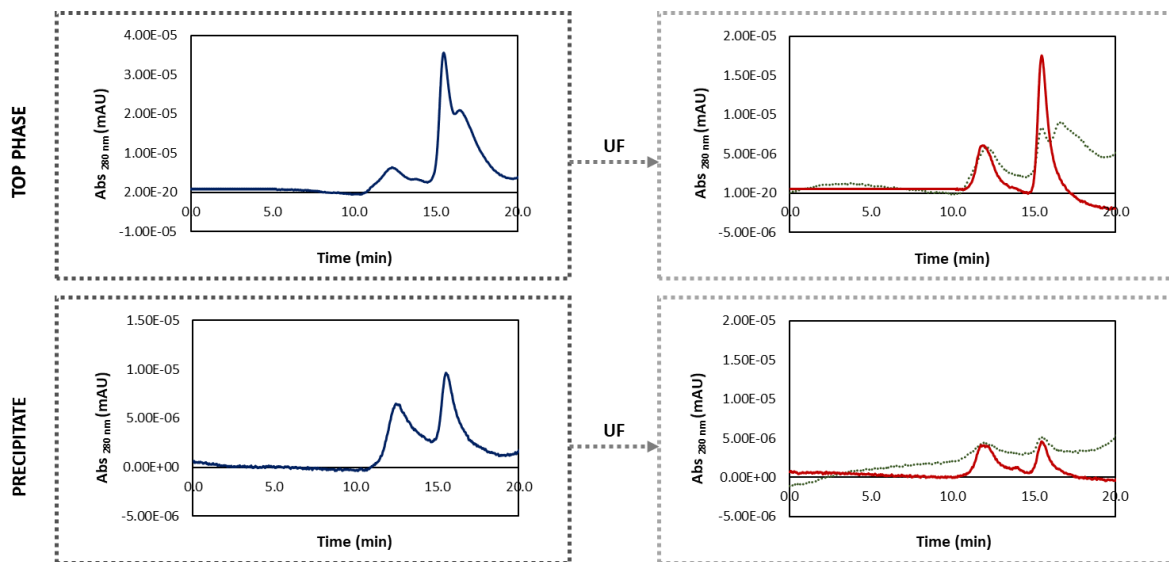 TOP PHASE
4.00E-05
3.00E-05
2.00E-05
1.00E-05
2.00E-20
-1.00E-05
Abs 280 nm (mAU)
0.0 5.0 10.0 15.0 20.0
Time (min)
UF
2.00E-05
1.50E-05
1.00E-05
5.00E-06
1.00E-20
-5.00E-06
Abs 280 nm (mAU)
0.0 5.0 10.0 15.0 20.0
Time (min)
PRECIPITATE
1.50E-05
1.00E-05
5.00E-06
0.00E+00
-5.00E-06
Abs 280 nm (mAU)
0.0 5.0 10.0 15.0 20.0
Time (min)
UF
2.00E-05
1.50E-05
1.00E-05
5.00E-06
0.00E+00
-5.00E-06
Abs 280 nm (mAU)
0.0 5.0 10.0 15.0 20.0
Time (min)